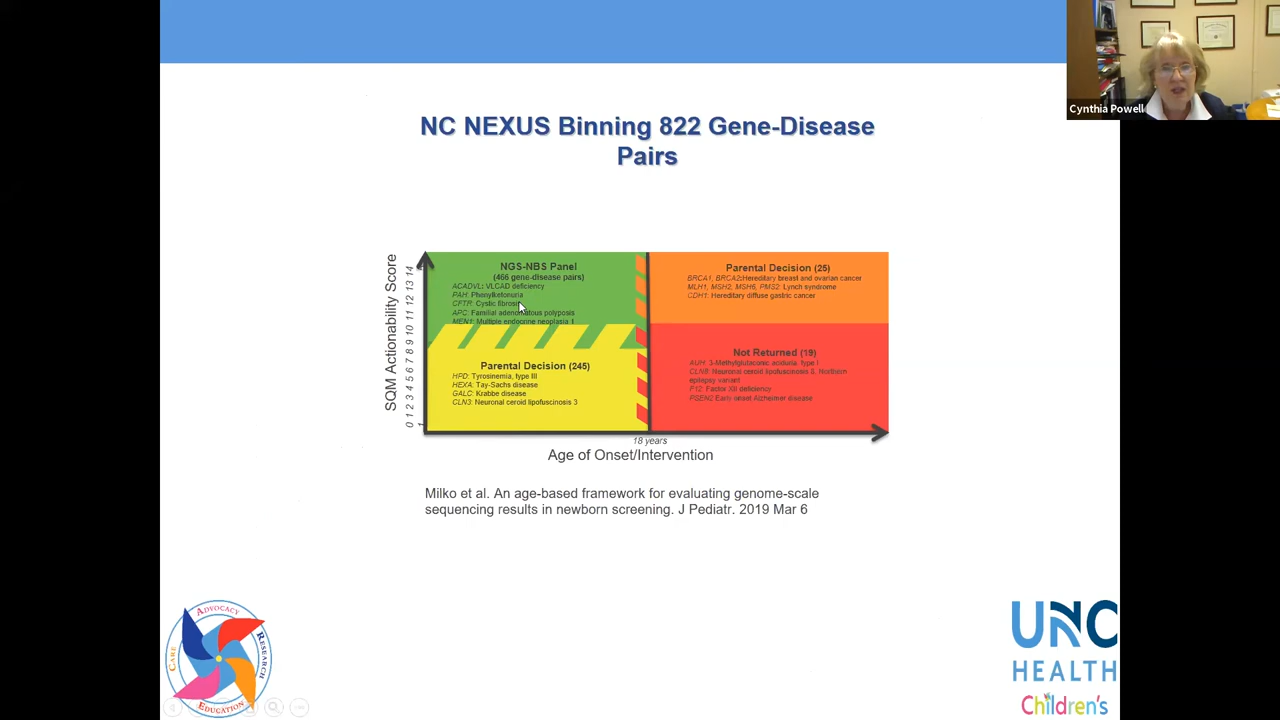 Cynthia Powell
NC NEXUS Binning 822 Gene-Disease
Pairs
SQM Actionability Score
0 1 2 3 4 5 6 7 8 9 10 11 12 13 14
NGS-NBS Panel
(466 gene-disease pairs)
ACADVL: VLCAD deficiency
PAH: Phenylketonuria
CFTR: Cystic fibrosis
APC: Familial adenomatous polyposis
MEN1: Multiple endocrine neoplasia 1
Parental Decision (25)
BRCA1, BRCA2:Hereditary breast and ovarian cancer
MLH1, MSH2, MSH6, PMS2: Lynch syndrome
CDH1: Hereditary diffuse gastric cancer
Parental Decision (245)
HPD: Tyrosinemia, type III
HEXA: Tay-Sachs disease
GALC: Krabbe disease
CLN3: Neuronal ceroid lipofuscinosis 3
Not Returned (19)
AUH: 3-Methylglutaconic aciduria, type I
CLN8: Neuronus ceroid lipofuscinosis 8, Northern
epilepsy variant
F12: Factor XII deficiency
PSEN2 Early onset Alzheimer disease
18 years
Age of Onset/Intervention
Milko et al. An age-based framework for evaluating genome-scale
sequencing results in newborn screening. J Pediatr. 2019 Mar 6
CARE ADVOCACY RESEARCH EDUCATION
UNC
HEALTH
Children's